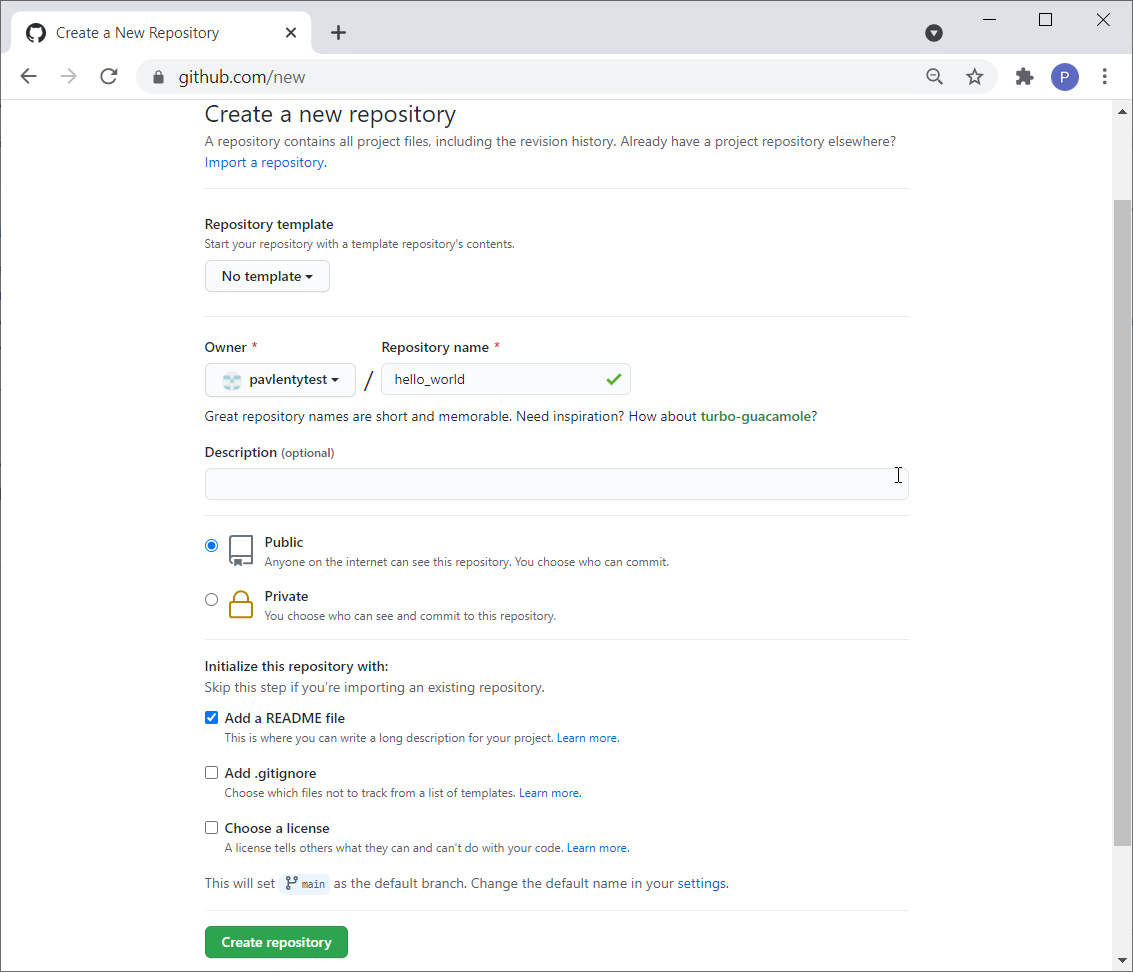 Create a New Repository
github.com/new
P
Create a new repository
A repository contains all project files, including the revision history. Already have a project repository elsewhere?
Import a repository.
Repository template
Start your repository with a template repository's contents.
No template
Owner *
Repository name *
pavlentytest / hello_world
Great repository names are short and memorable. Need inspiration? How about turbo-guacamole?
Description (optional)
Public
Anyone on the internet can see this repository. You choose who can commit.
Private
You choose who can see and commit to this repository.
Initialize this repository with:
Skip this step if you're importing an existing repository.
Add a README file
This is where you can write a long description for your project. Learn more.
Add .gitignore
Choose which files not to track from a list of templates. Learn more.
Choose a license
A license tells others what they can and can't do with your code. Learn more.
This will set main as the default branch. Change the default name in your settings.
Create repository